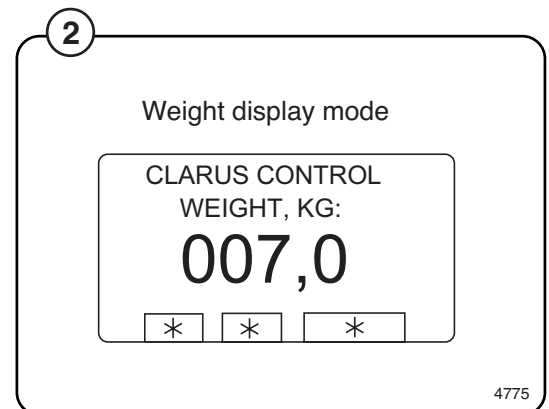 2
Weight display mode
CLARUS CONTROL
WEIGHT, KG:
007,0
* * *
4775